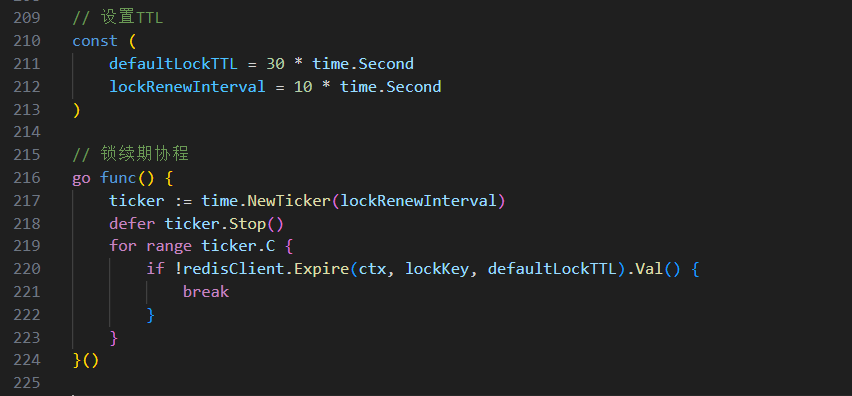 209 // 设置TTL
210 const (
211     defaultLockTTL = 30 * time.Second
212     lockRenewInterval = 10 * time.Second
213 )
214
215 // 锁续期协程
216 go func() {
217     ticker := time.NewTicker(lockRenewInterval)
218     defer ticker.Stop()
219     for range ticker.C {
220         if !redisClient.Expire(ctx, lockKey, defaultLockTTL).Val() {
221             break
222         }
223     }
224 }()
225